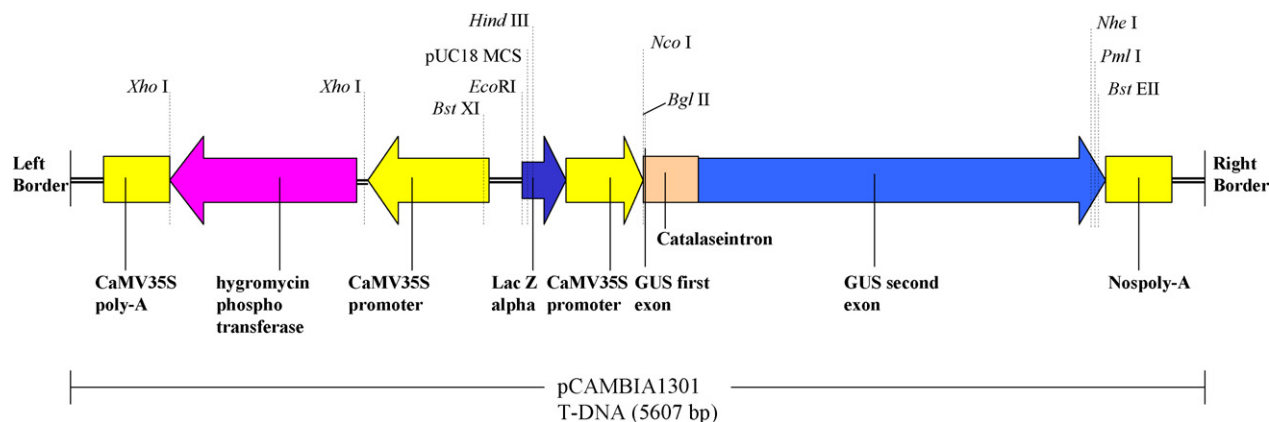 Hind III
Nhe I
pUC18 MCS
Nco I
Pml I
Xho I
Xho I
EcoRI
Bst EII
Bst XI
Bgl II
Left
Border
Right
Border
Catalaseintron
CaMV35S
poly-A
hygromycin
phospho
transferase
CaMV35S
promoter
Lac Z
alpha
CaMV35S
promoter
GUS first
exon
GUS second
exon
Nospoly-A
pCAMBIA1301
T-DNA (5607 bp)